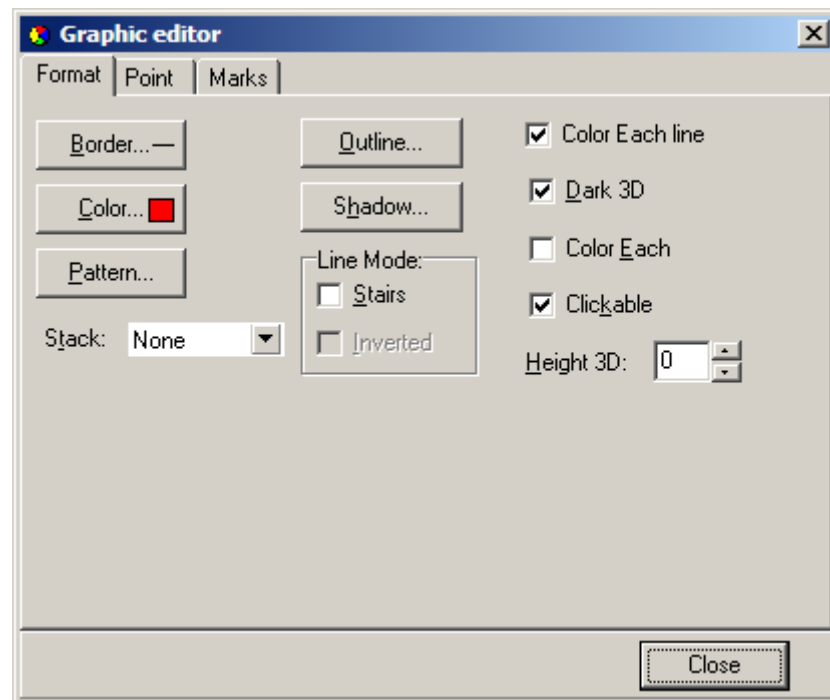 Graphic editor
Format
Point
Marks
Border...
Color...
Pattern...
Stack:
None
Outline...
Shadow...
Line Mode:
Stairs
Inverted
Color Each line
Dark 3D
Color Each
Clickable
Height 3D:
0
Close